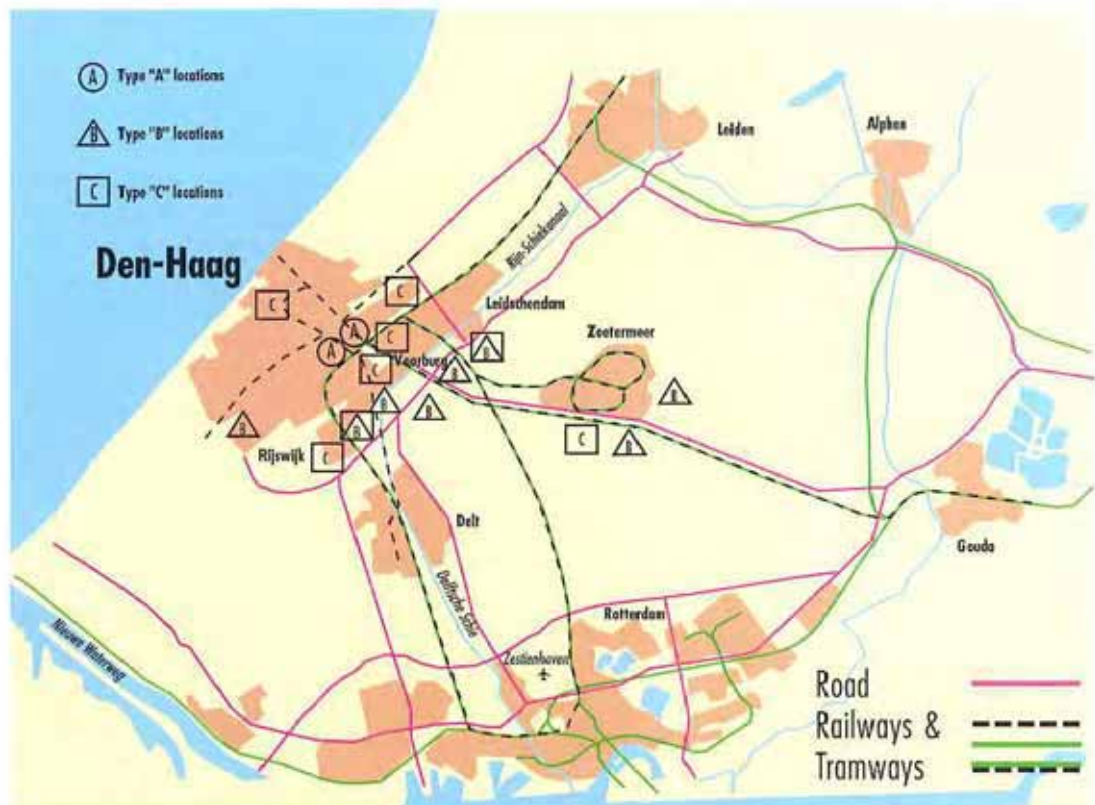 A Type "A" locations
B Type "B" locations
C Type "C" locations
Den-Haag
Leiden
Alphen
Rijn-Schiekanaal
Leidschendam
Zoetermeer
Voorburg
Rijswijk
Delt
Gouda
Delftsche Schie
Rotterdam
Zestienhoven
Nieuwe Waterweg
C
C
A
C
A
B
C
B
B
B
B
B
B
C
C
B
Road
Railways &
Tramways